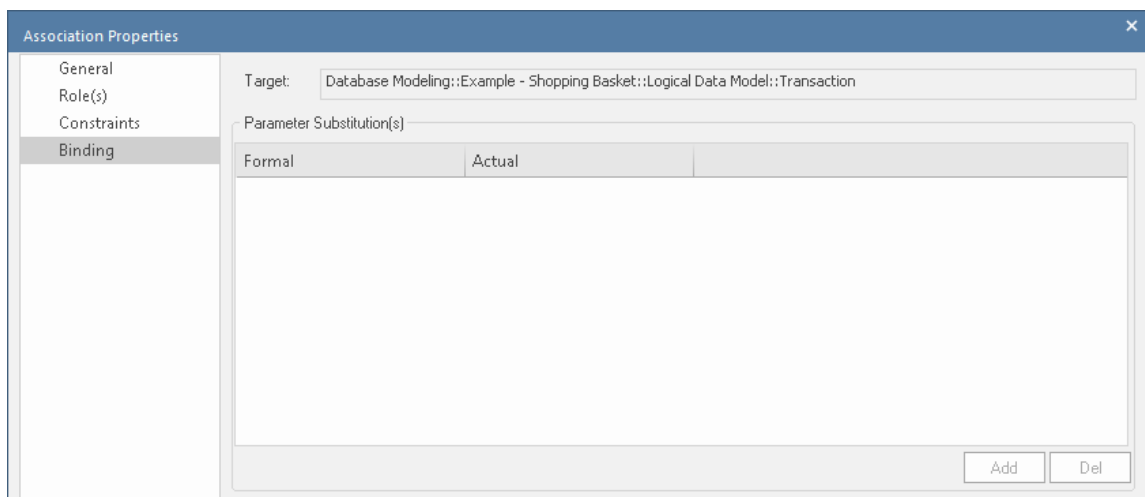 Association Properties
General
Role(s)
Constraints
Binding
Target: Database Modeling::Example - Shopping Basket::Logical Data Model::Transaction
Parameter Substitution(s)
Formal Actual
Add Del